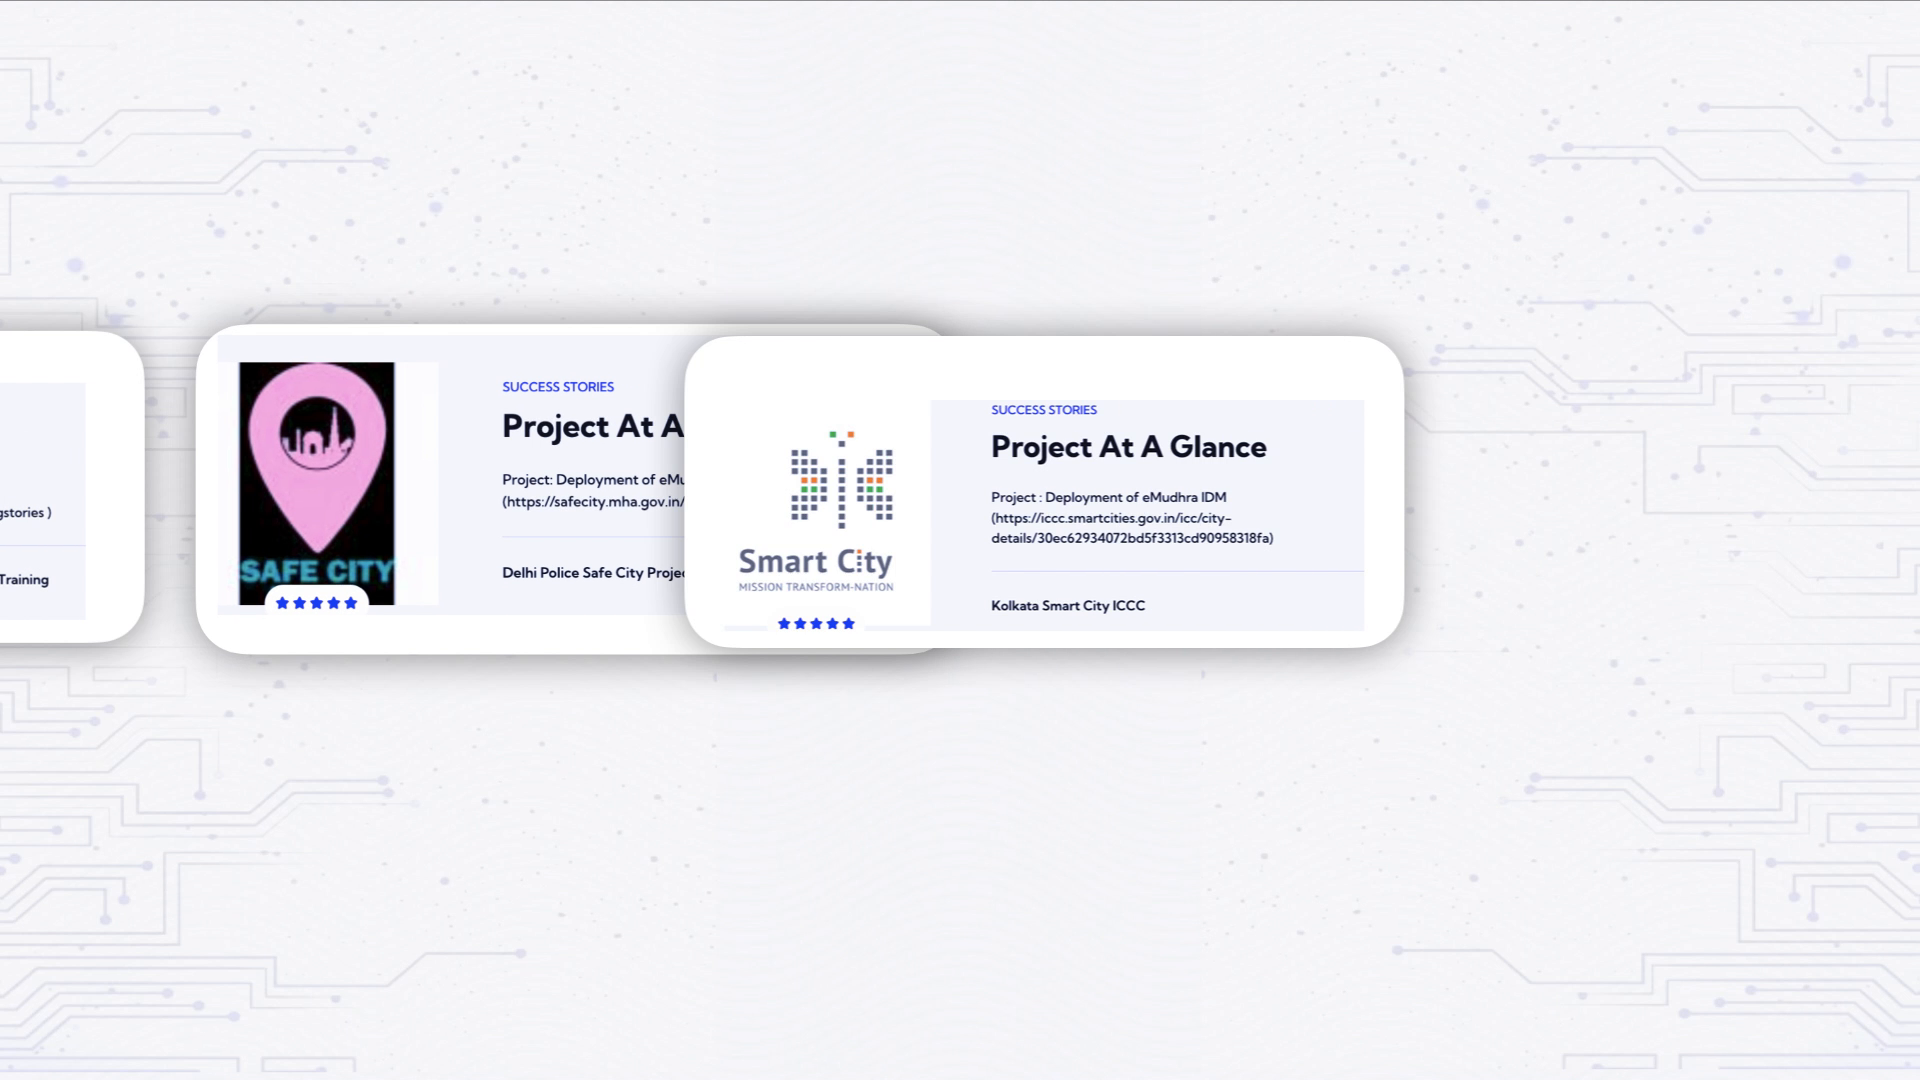 gstories )
Training
SAFE CITY
SUCCESS STORIES
Project At A
Project: Deployment of eMu
(https://safecity.mha.gov.in/
Delhi Police Safe City Projec
Smart City
MISSION TRANSFORM-NATION
SUCCESS STORIES
Project At A Glance
Project : Deployment of eMudhra IDM
(https://iccc.smartcities.gov.in/icc/city-
details/30ec62934072bd5f3313cd90958318fa)
Kolkata Smart City ICCC